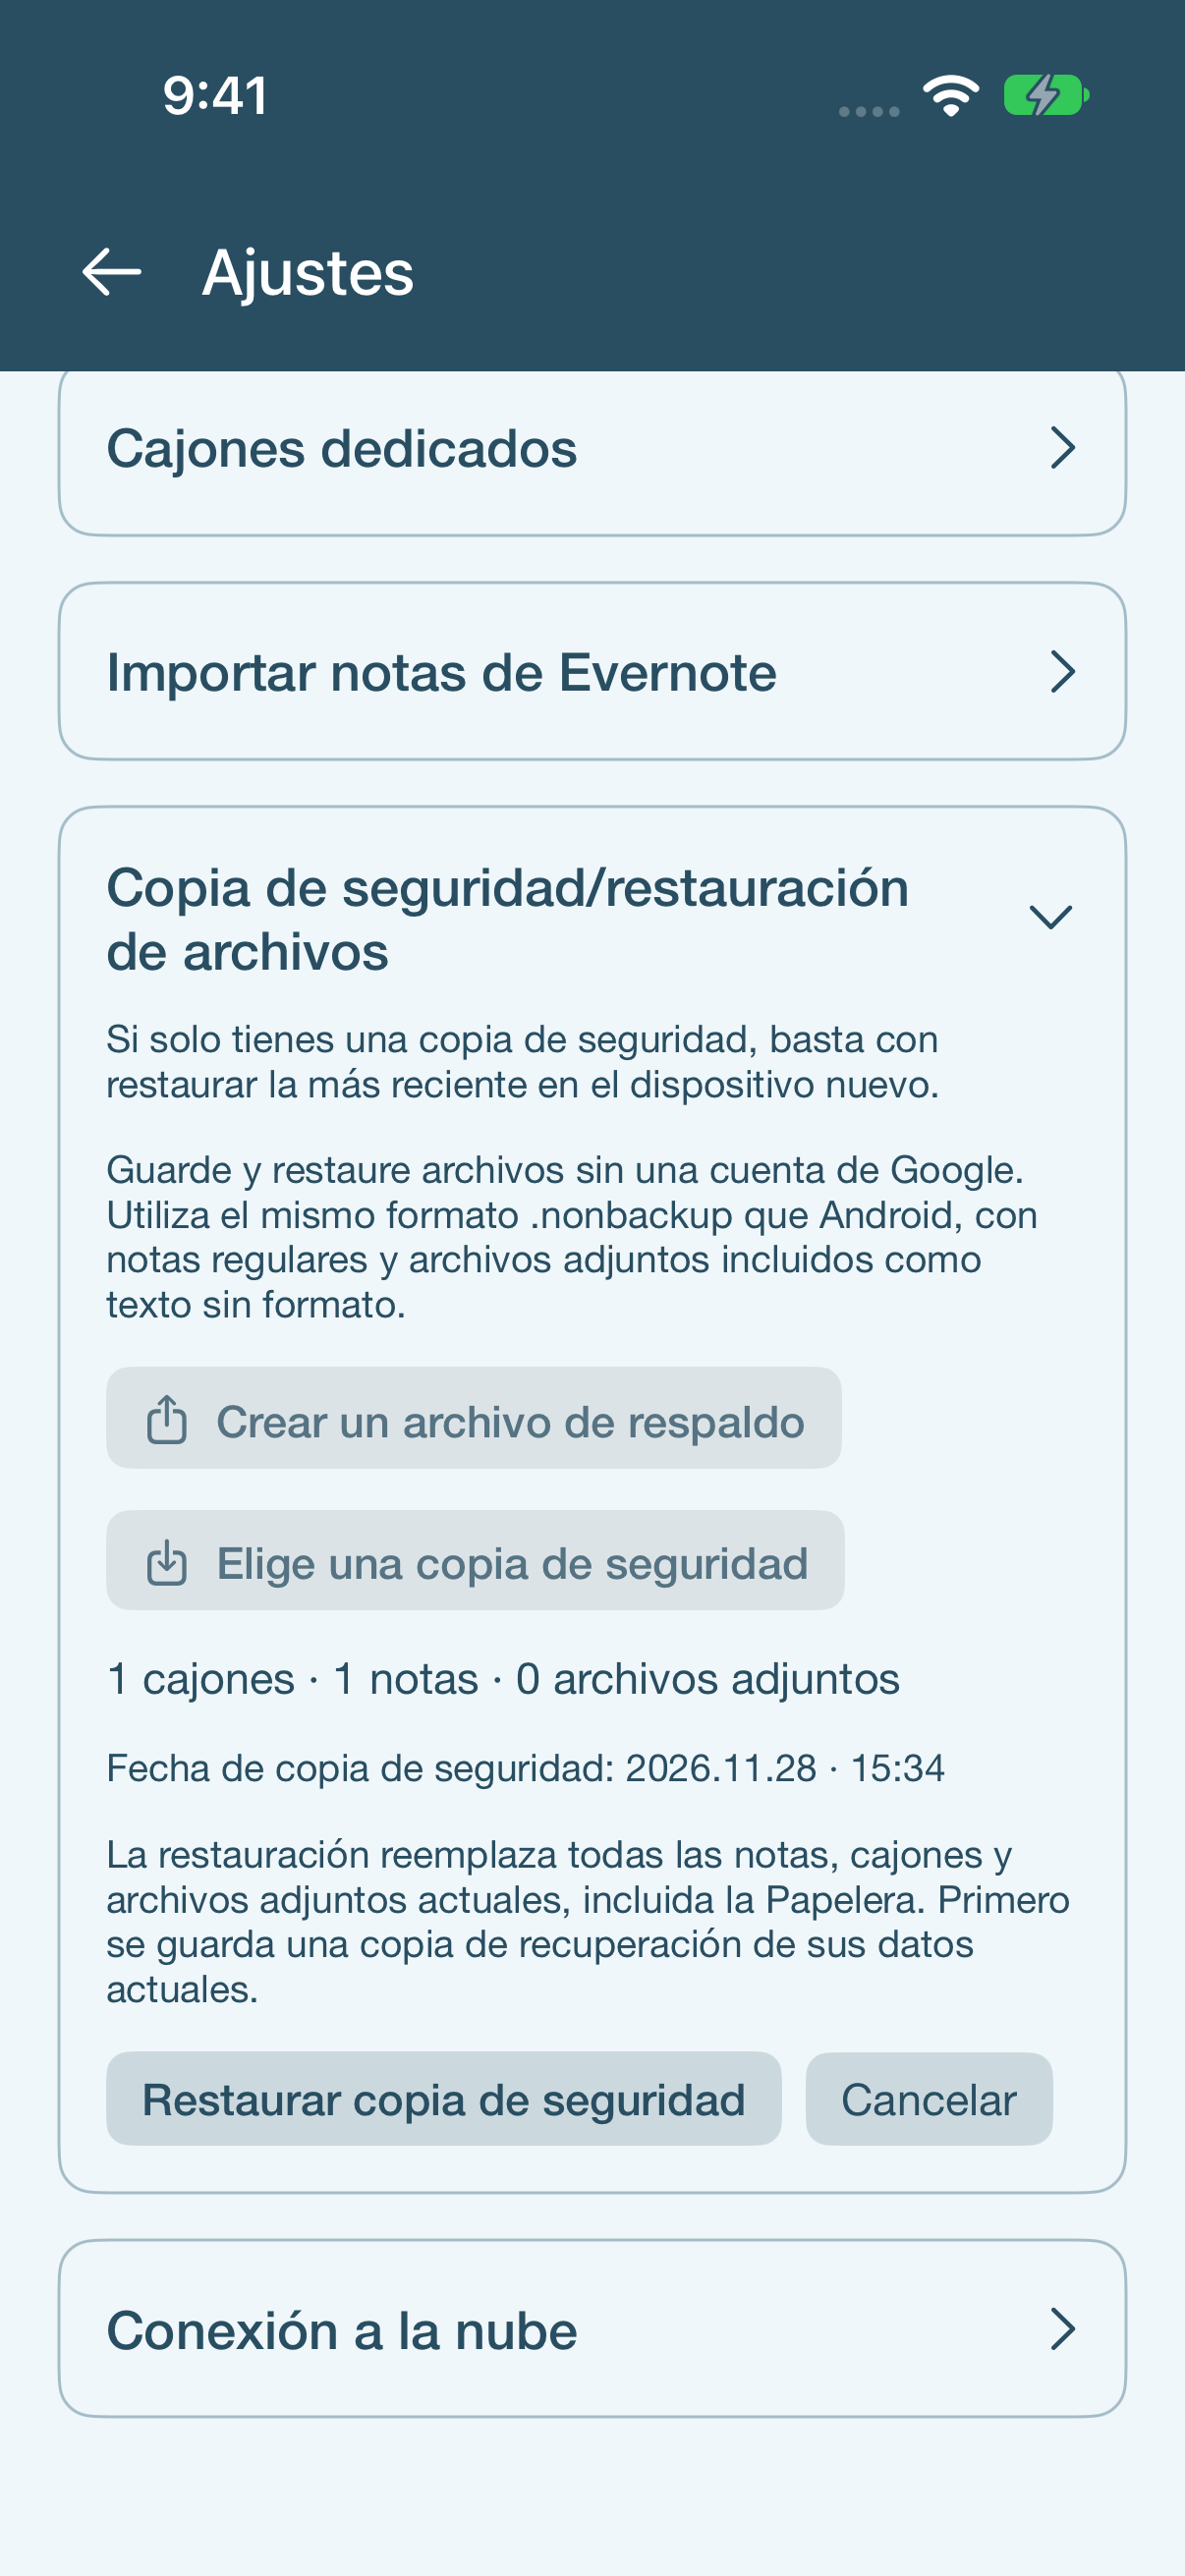 9:41
Ajustes
Cajones dedicados
Importar notas de Evernote
Copia de seguridad/restauración
de archivos
Si solo tienes una copia de seguridad, basta con
restaurar la más reciente en el dispositivo nuevo.
Guarde y restaure archivos sin una cuenta de Google.
Utiliza el mismo formato .nonbackup que Android, con
notas regulares y archivos adjuntos incluidos como
texto sin formato.
Crear un archivo de respaldo
Elige una copia de seguridad
1 cajones · 1 notas · 0 archivos adjuntos
Fecha de copia de seguridad: 2026.11.28 · 15:34
La restauración reemplaza todas las notas, cajones y
archivos adjuntos actuales, incluida la Papelera. Primero
se guarda una copia de recuperación de sus datos
actuales.
Restaurar copia de seguridad
Cancelar
Conexión a la nube